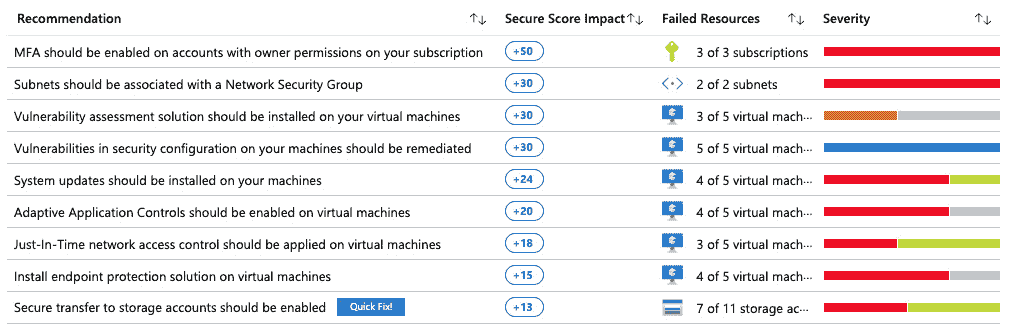 Recommendation Secure Score Impact Failed Resources Severity
MFA should be enabled on accounts with owner permissions on your subscription +50 3 of 3 subscriptions
Subnets should be associated with a Network Security Group +30 2 of 2 subnets
Vulnerability assessment solution should be installed on your virtual machines +30 3 of 5 virtual mach...
Vulnerabilities in security configuration on your machines should be remediated +30 5 of 5 virtual mach...
System updates should be installed on your machines +24 4 of 5 virtual mach...
Adaptive Application Controls should be enabled on virtual machines +20 4 of 5 virtual mach...
Just-In-Time network access control should be applied on virtual machines +18 3 of 5 virtual mach...
Install endpoint protection solution on virtual machines +15 4 of 5 virtual mach...
Secure transfer to storage accounts should be enabled Quick Fix! +13 7 of 11 storage ac...